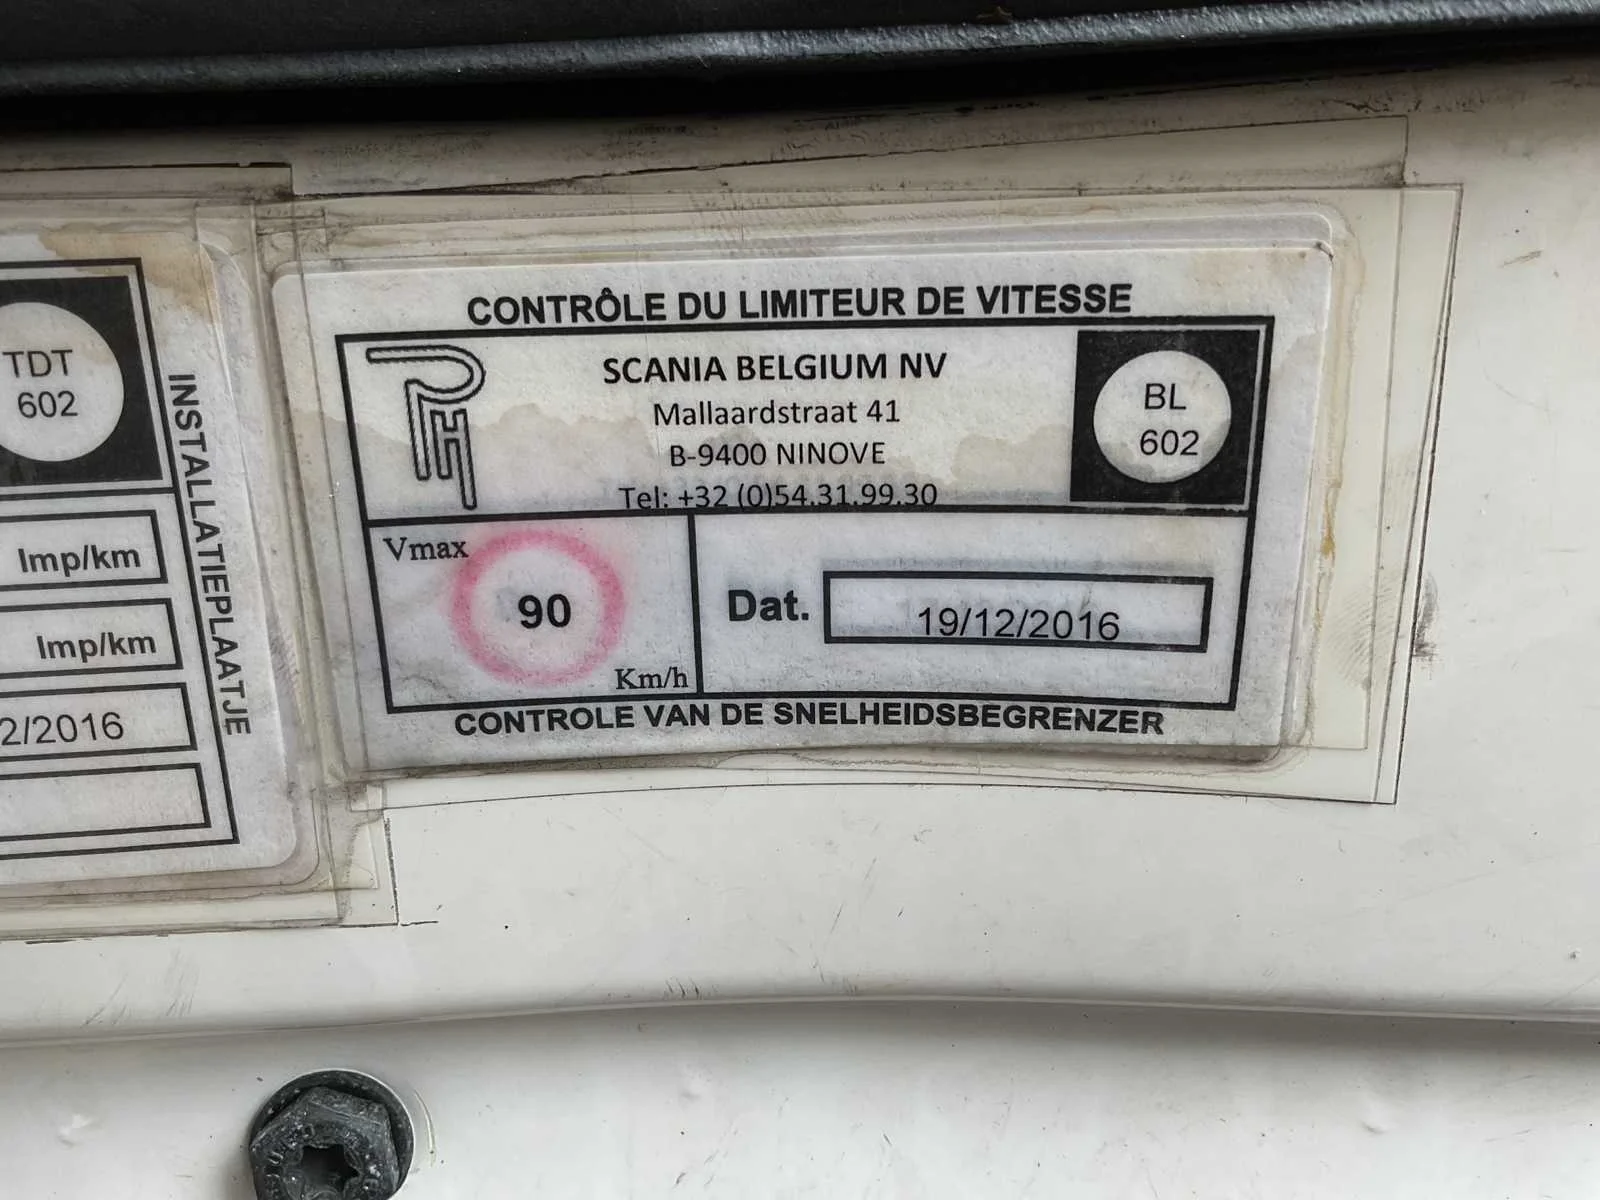 TDT
602
Imp/km
Imp/km
2/2016
INSTALLATIEPLAATJE
CONTRÔLE DU LIMITEUR DE VITESSE
SCANIA BELGIUM NV
Mallaardstraat 41
B-9400 NINOVE
Tel: +32 (0)54.31.99.30
BL
602
Vmax
90
Km/h
Dat.
19/12/2016
CONTROLE VAN DE SNELHEIDSBEGRENZER